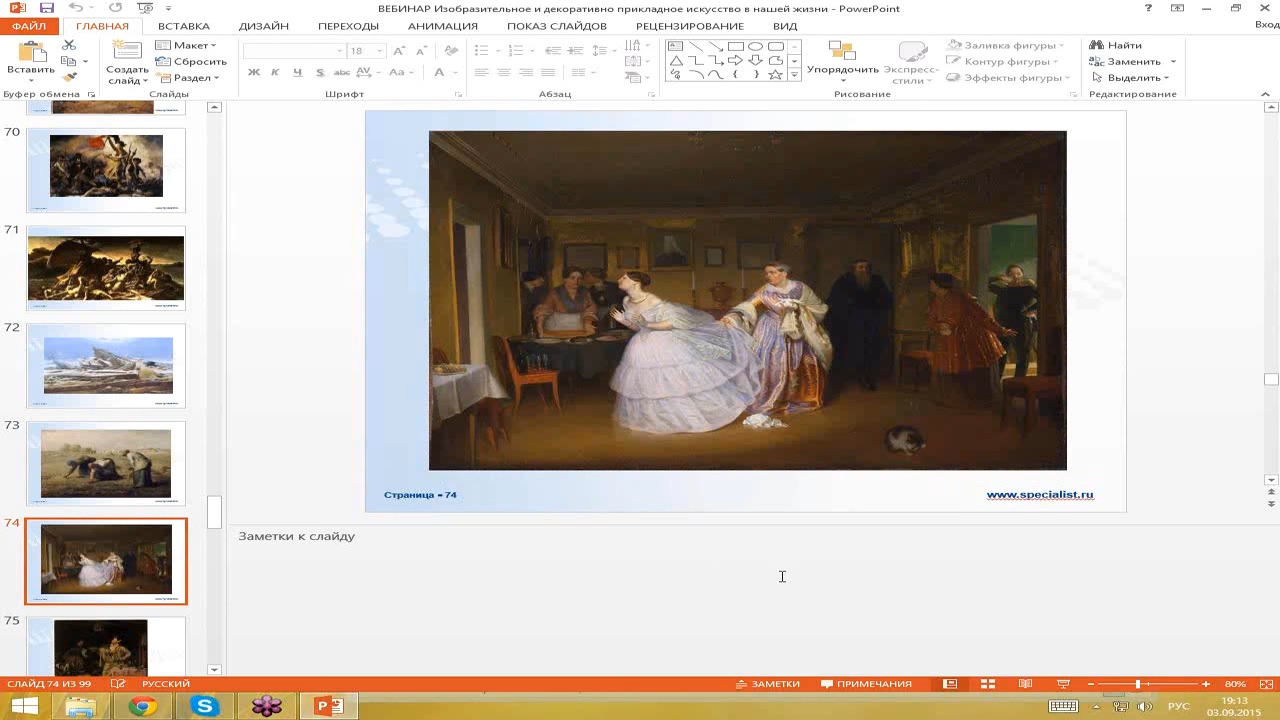 ВЕБИНАР Изобразительное и декоративно прикладное искусство в нашей жизни - PowerPoint
?
ФАЙЛ ГЛАВНАЯ ВСТАВКА ДИЗАЙН ПЕРЕХОДЫ АНИМАЦИЯ ПОКАЗ СЛАЙДОВ РЕЦЕНЗИРОВАНИЕ ВИД Вход
Вставить
Создать слайд
Макет
Сбросить
Раздел
18
Ж К Ч S abc AV Aa A
Упорядочить
Экспресс-стили
Заливка фигуры
Контур фигуры
Эффекты фигуры
Найти
Заменить
Выделить
Буфер обмена Слайды Шрифт Абзац Рисование Редактирование
70
71
72
73
74
75
Страница - 74 www.specialist.ru
Заметки к слайду
СЛАЙД 74 ИЗ 99 РУССКИЙ ЗАМЕТКИ ПРИМЕЧАНИЯ 80%
РУС
19:13
03.09.2015